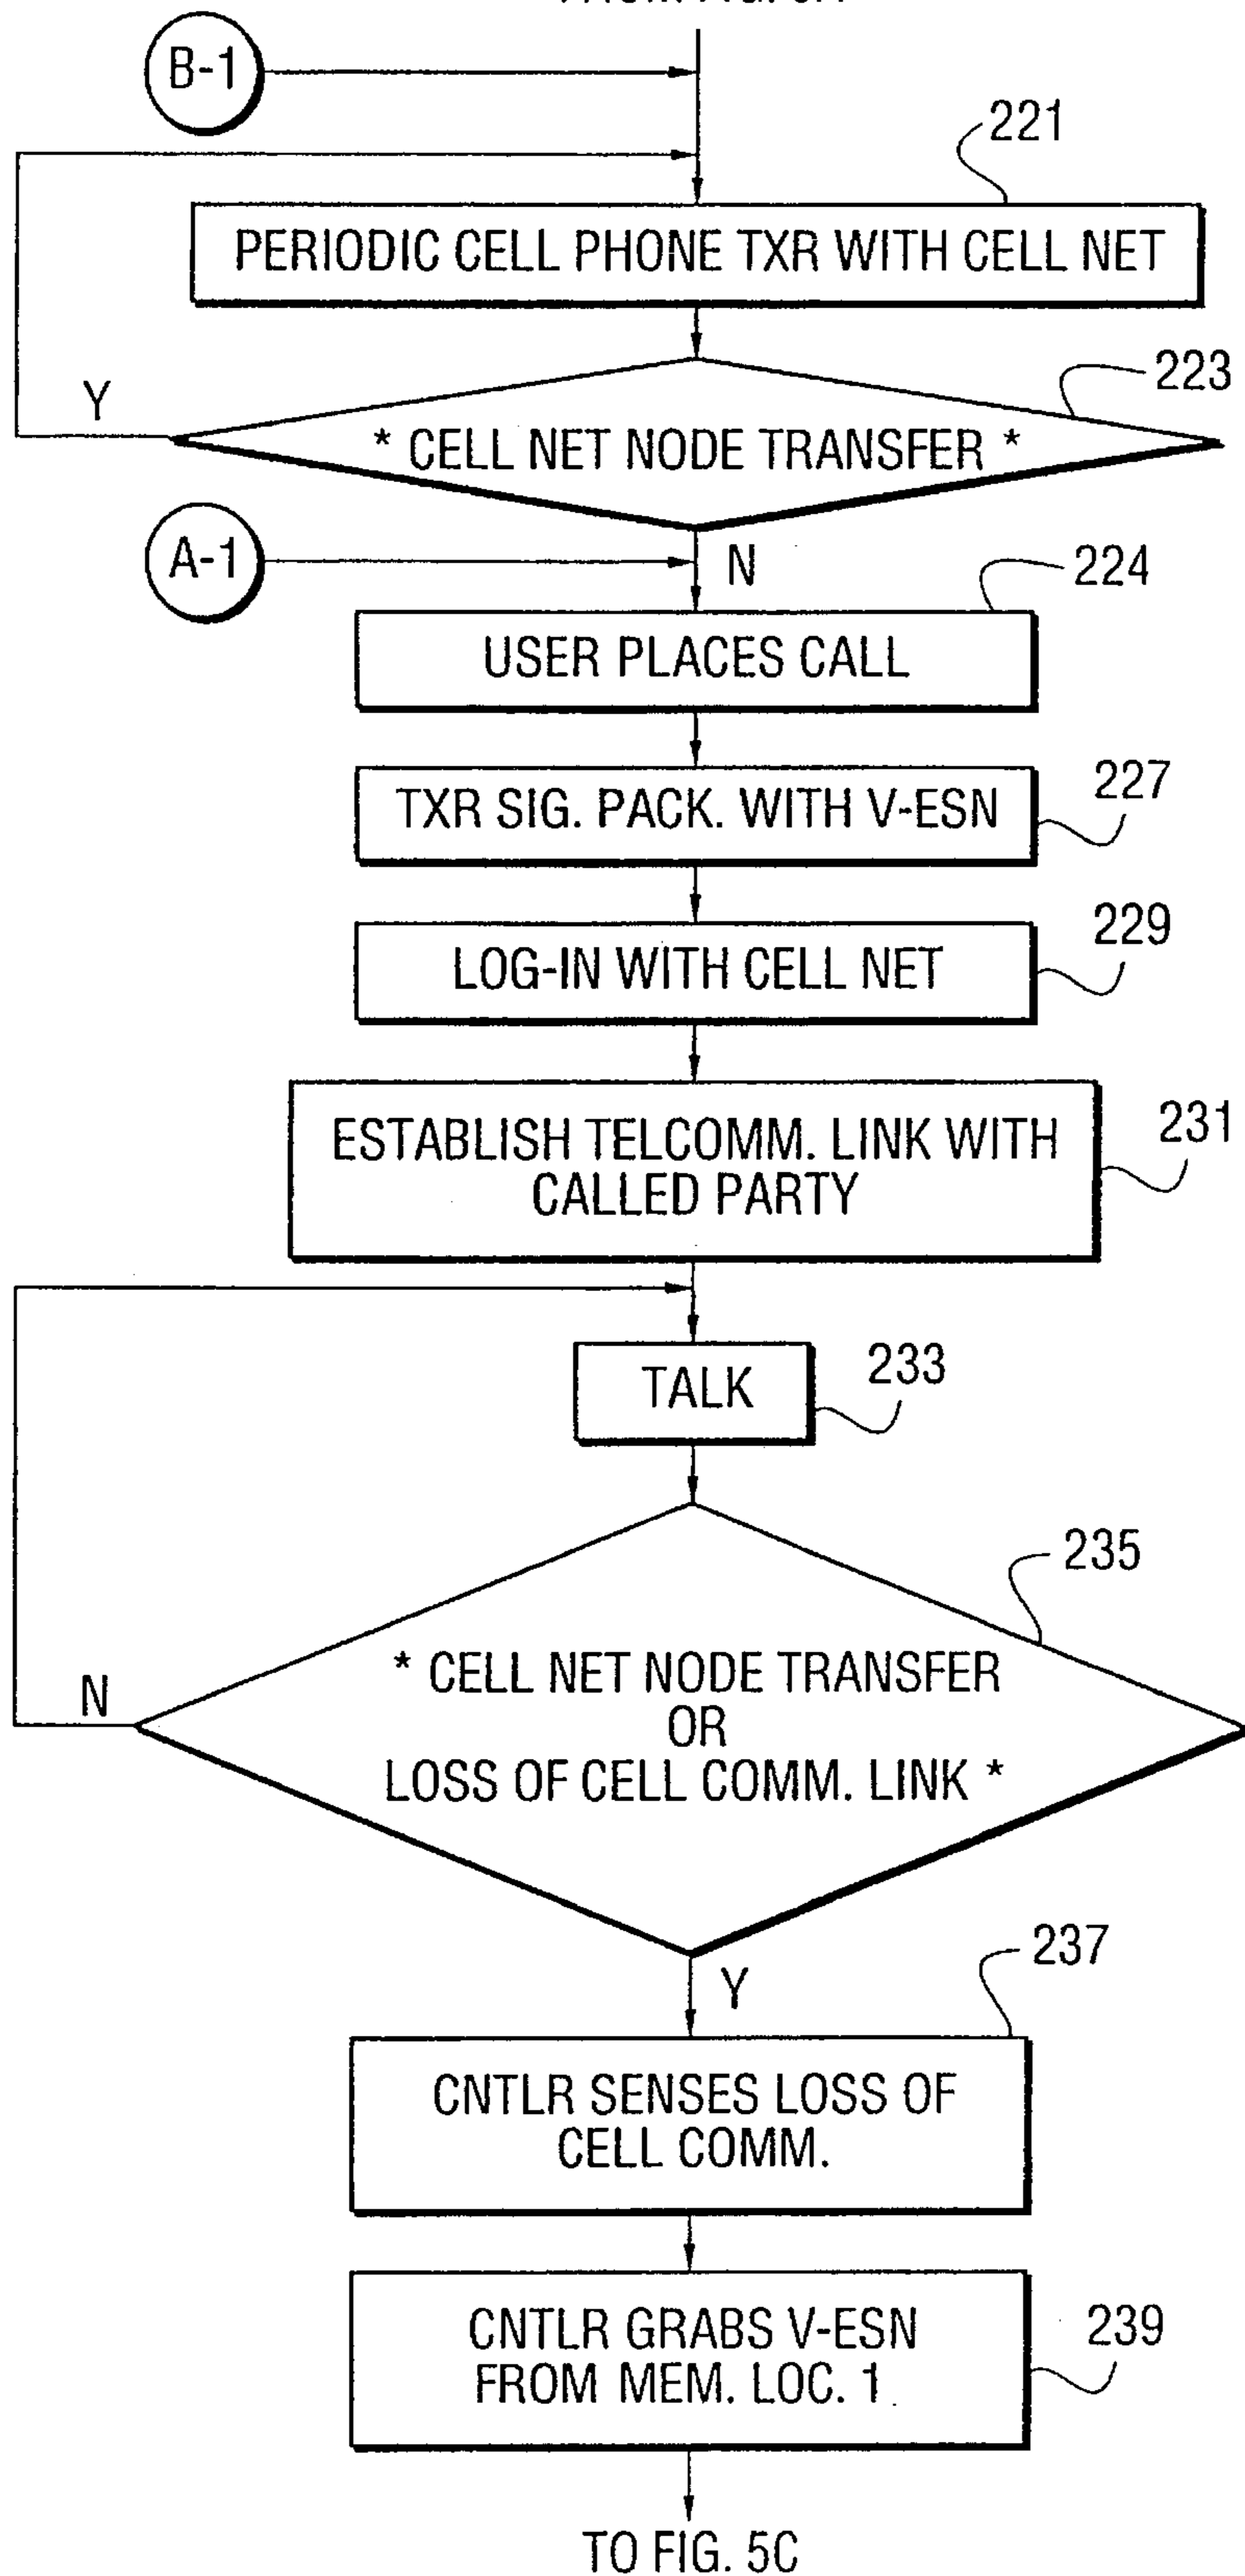 B-1
221
PERIODIC CELL PHONE TXR WITH CELL NET
223
Y
* CELL NET NODE TRANSFER *
A-1
N
224
USER PLACES CALL
227
TXR SIG. PACK. WITH V-ESN
229
LOG-IN WITH CELL NET
231
ESTABLISH TELCOMM. LINK WITH
CALLED PARTY
233
TALK
235
* CELL NET NODE TRANSFER
OR
LOSS OF CELL COMM. LINK *
N
237
Y
CNTLR SENSES LOSS OF
CELL COMM.
239
CNTLR GRABS V-ESN
FROM MEM. LOC. 1
TO FIG. 5C